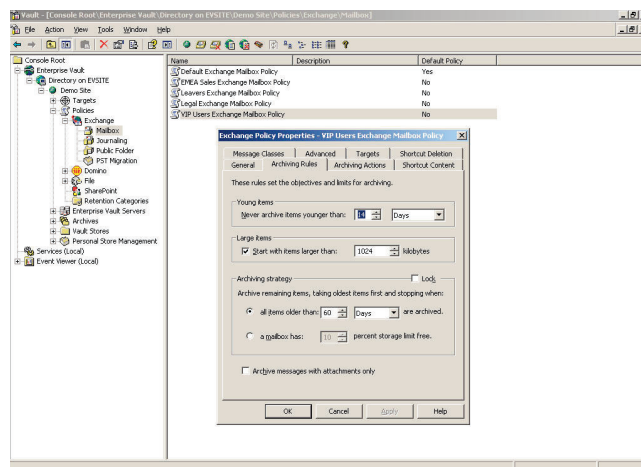 Vault - [Console Root\Enterprise Vault\Directory on EVSITE\Demo Site\Policies\Exchange\Mailbox]
File Action View Tools Window Help
Console Root
Enterprise Vault
Directory on EVSITE
Demo Site
Targets
Policies
Exchange
Mailbox
Journaling
Public Folder
PST Migration
Domino
File
SharePoint
Retention Categories
Enterprise Vault Servers
Archives
Vault Stores
Personal Store Management
Services (Local)
Event Viewer (Local)
Name Description Default Policy
Default Exchange Mailbox Policy Yes
EMEA Sales Exchange Mailbox Policy No
Leavers Exchange Mailbox Policy No
Legal Exchange Mailbox Policy No
VIP Users Exchange Mailbox Policy No
Exchange Policy Properties - VIP Users Exchange Mailbox Policy
Message Classes Advanced Targets Shortcut Deletion
General Archiving Rules Archiving Actions Shortcut Content
These rules set the objectives and limits for archiving.
Young items
Never archive items younger than: 14 Days
Large items
Start with items larger than: 1024 kilobytes
Archiving strategy Lock
Archive remaining items, taking oldest items first and stopping when:
all items older than: 60 Days are archived.
a mailbox has: 10 percent storage limit free.
Archive messages with attachments only
OK Cancel Apply Help